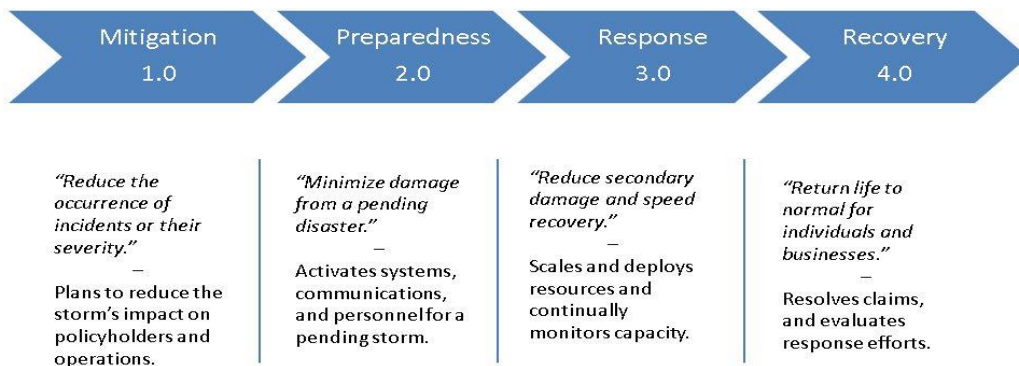 Mitigation
1.0
Preparedness
2.0
Response
3.0
Recovery
4.0
“Reduce the
occurrence of
incidents or their
severity.”
–
Plans to reduce the
storm’s impact on
policyholders and
operations.
“Minimize damage
from a pending
disaster.”
–
Activates systems,
communications,
and personnel for a
pending storm.
“Reduce secondary
damage and speed
recovery.”
–
Scales and deploys
resources and
continually
monitors capacity.
“Return life to
normal for
individuals and
businesses.”
–
Resolves claims,
and evaluates
response efforts.